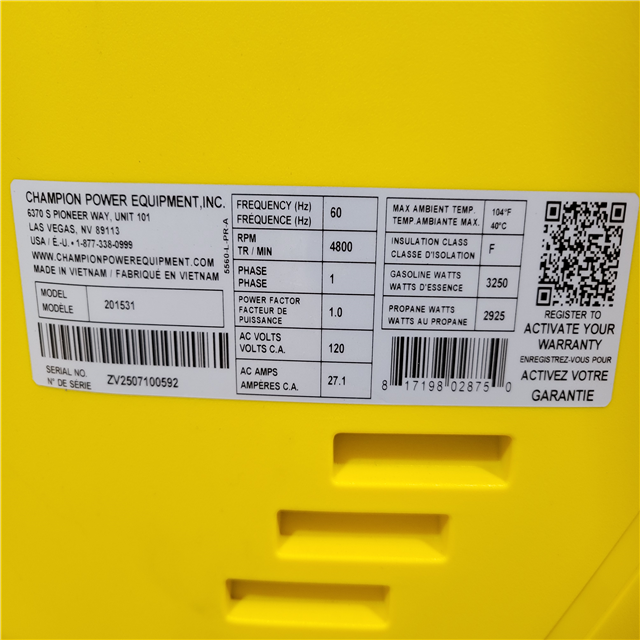 CHAMPION POWER EQUIPMENT, INC.
6370 S PIONEER WAY, UNIT 101
LAS VEGAS, NV 89113
USA / É.-U. • 1-877-338-0999
WWW.CHAMPIONPOWEREQUIPMENT.COM
MADE IN VIETNAM / FABRIQUÉ EN VIETNAM
MODEL
MODÈLE
201531
SERIAL NO.
N° DE SÉRIE
ZV2507100592
5560-L-PR-A
FREQUENCY (Hz)
FRÉQUENCE (Hz)
60
RPM
TR / MIN
4800
PHASE
PHASE
1
POWER FACTOR
FACTEUR DE
PUISSANCE
1.0
AC VOLTS
VOLTS C.A.
120
AC AMPS
AMPÈRES C.A.
27.1
MAX AMBIENT TEMP.
TEMP.AMBIANTE MAX.
104°F
40°C
INSULATION CLASS
CLASSE D'ISOLATION
F
GASOLINE WATTS
WATTS D'ESSENCE
3250
PROPANE WATTS
WATTS AU PROPANE
2925
8 17198 02875 0
REGISTER TO
ACTIVATE YOUR
WARRANTY
ENREGISTREZ-VOUS POUR
ACTIVEZ VOTRE
GARANTIE